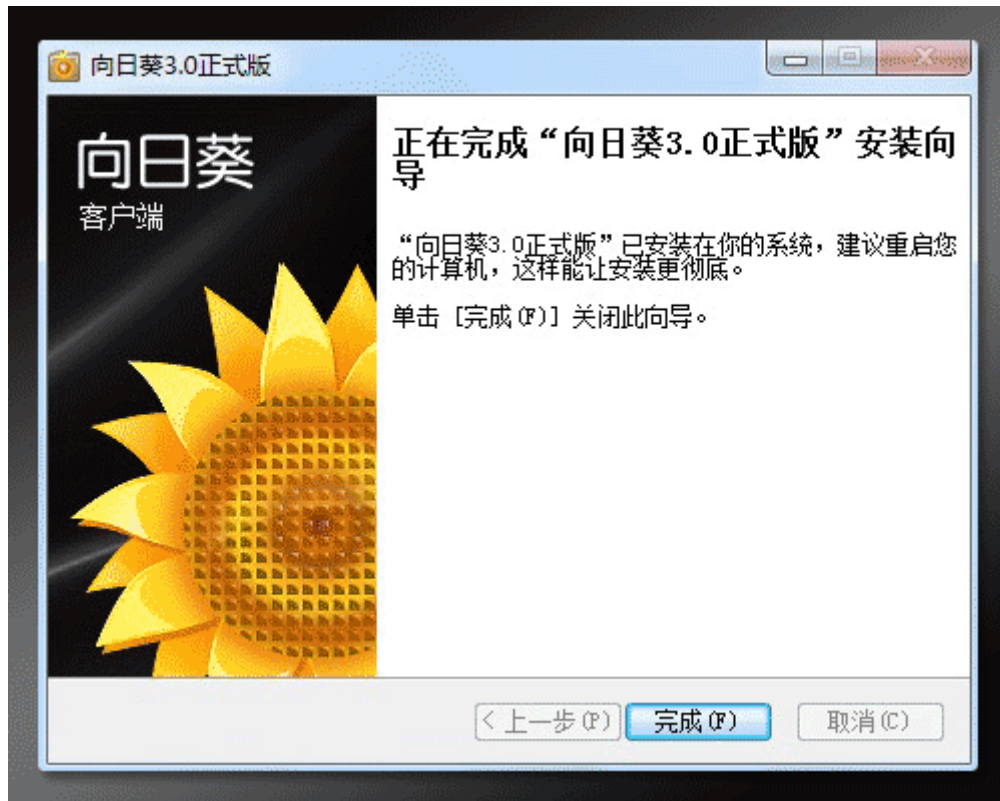 向日葵3.0正式版
向日葵
客户端
正在完成“向日葵3.0正式版”安装向
导
“向日葵3.0正式版”已安装在你的系统，建议重启您
的计算机，这样能让安装更彻底。
单击 [完成(F)] 关闭此向导。
< 上一步(P)
完成(F)
取消(C)